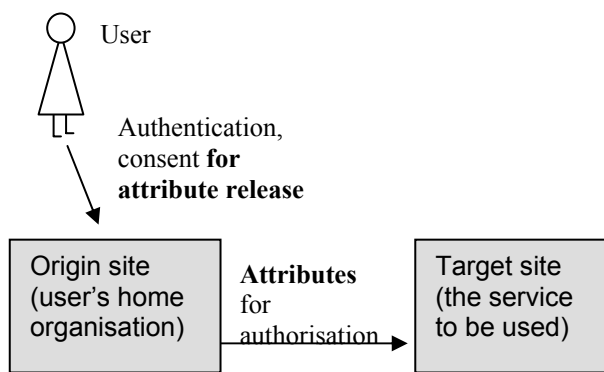 User
Authentication,
consent for
attribute release
Origin site
(user's home
organisation)
Attributes
for
authorisation
Target site
(the service
to be used)